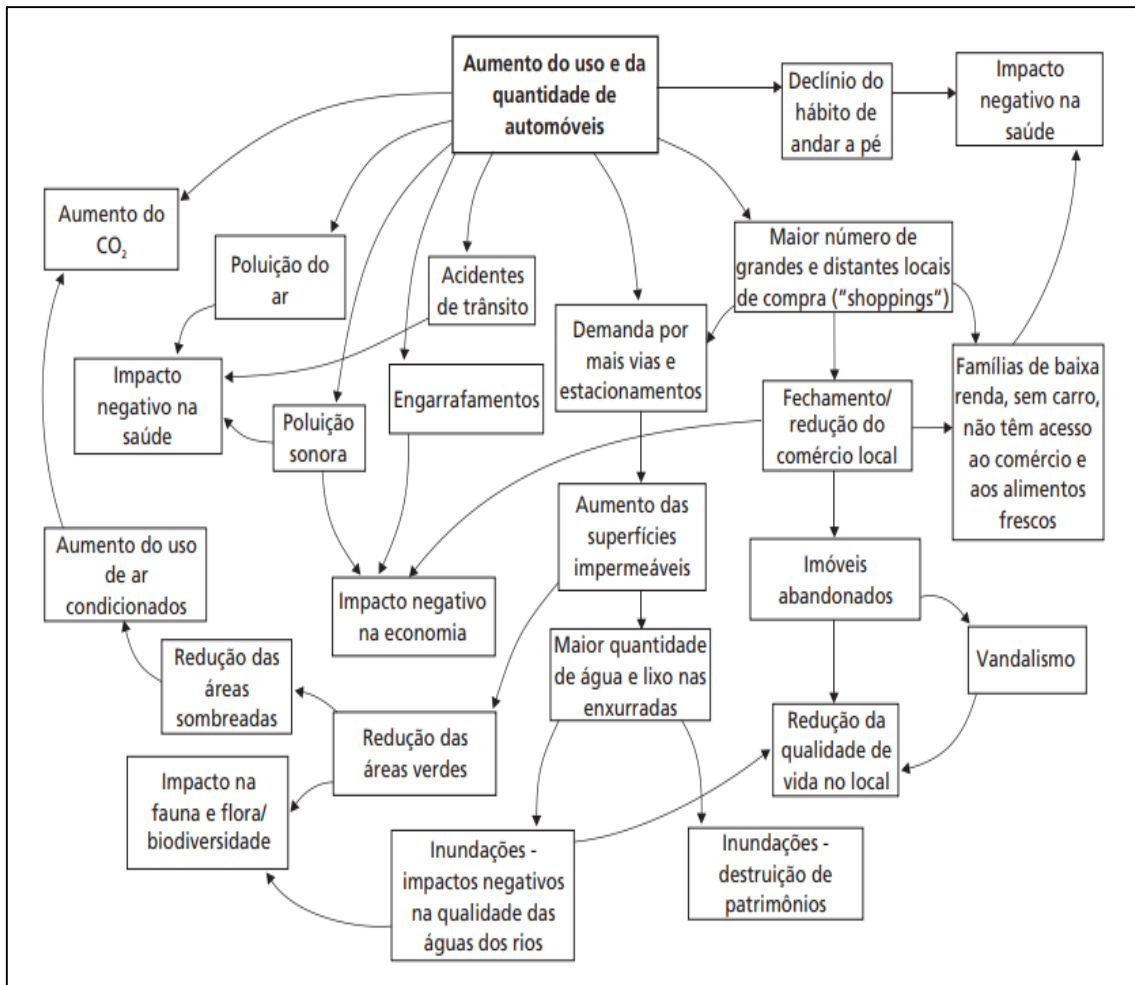 Aumento do uso e da
quantidade de
automóveis
Declínio do
hábito de
andar a pé
Impacto
negativo na
saúde
Aumento do
CO₂
Poluição do
ar
Acidentes
de trânsito
Maior número de
grandes e distantes locais
de compra (“shoppings“)
Demanda por
mais vias e
estacionamentos
Impacto
negativo na
saúde
Poluição
sonora
Engarrafamentos
Fechamento/
redução do
comércio local
Famílias de baixa
renda, sem carro,
não têm acesso
ao comércio e
aos alimentos
frescos
Aumento das
superfícies
impermeáveis
Aumento do uso
de ar
condicionados
Impacto negativo
na economia
Imóveis
abandonados
Maior quantidade
de água e lixo nas
enxurradas
Vandalismo
Redução das
áreas
sombreadas
Redução das
áreas verdes
Redução da
qualidade de
vida no local
Impacto na
fauna e flora/
biodiversidade
Inundações -
impactos negativos
na qualidade das
águas dos rios
Inundações -
destruição de
patrimônios